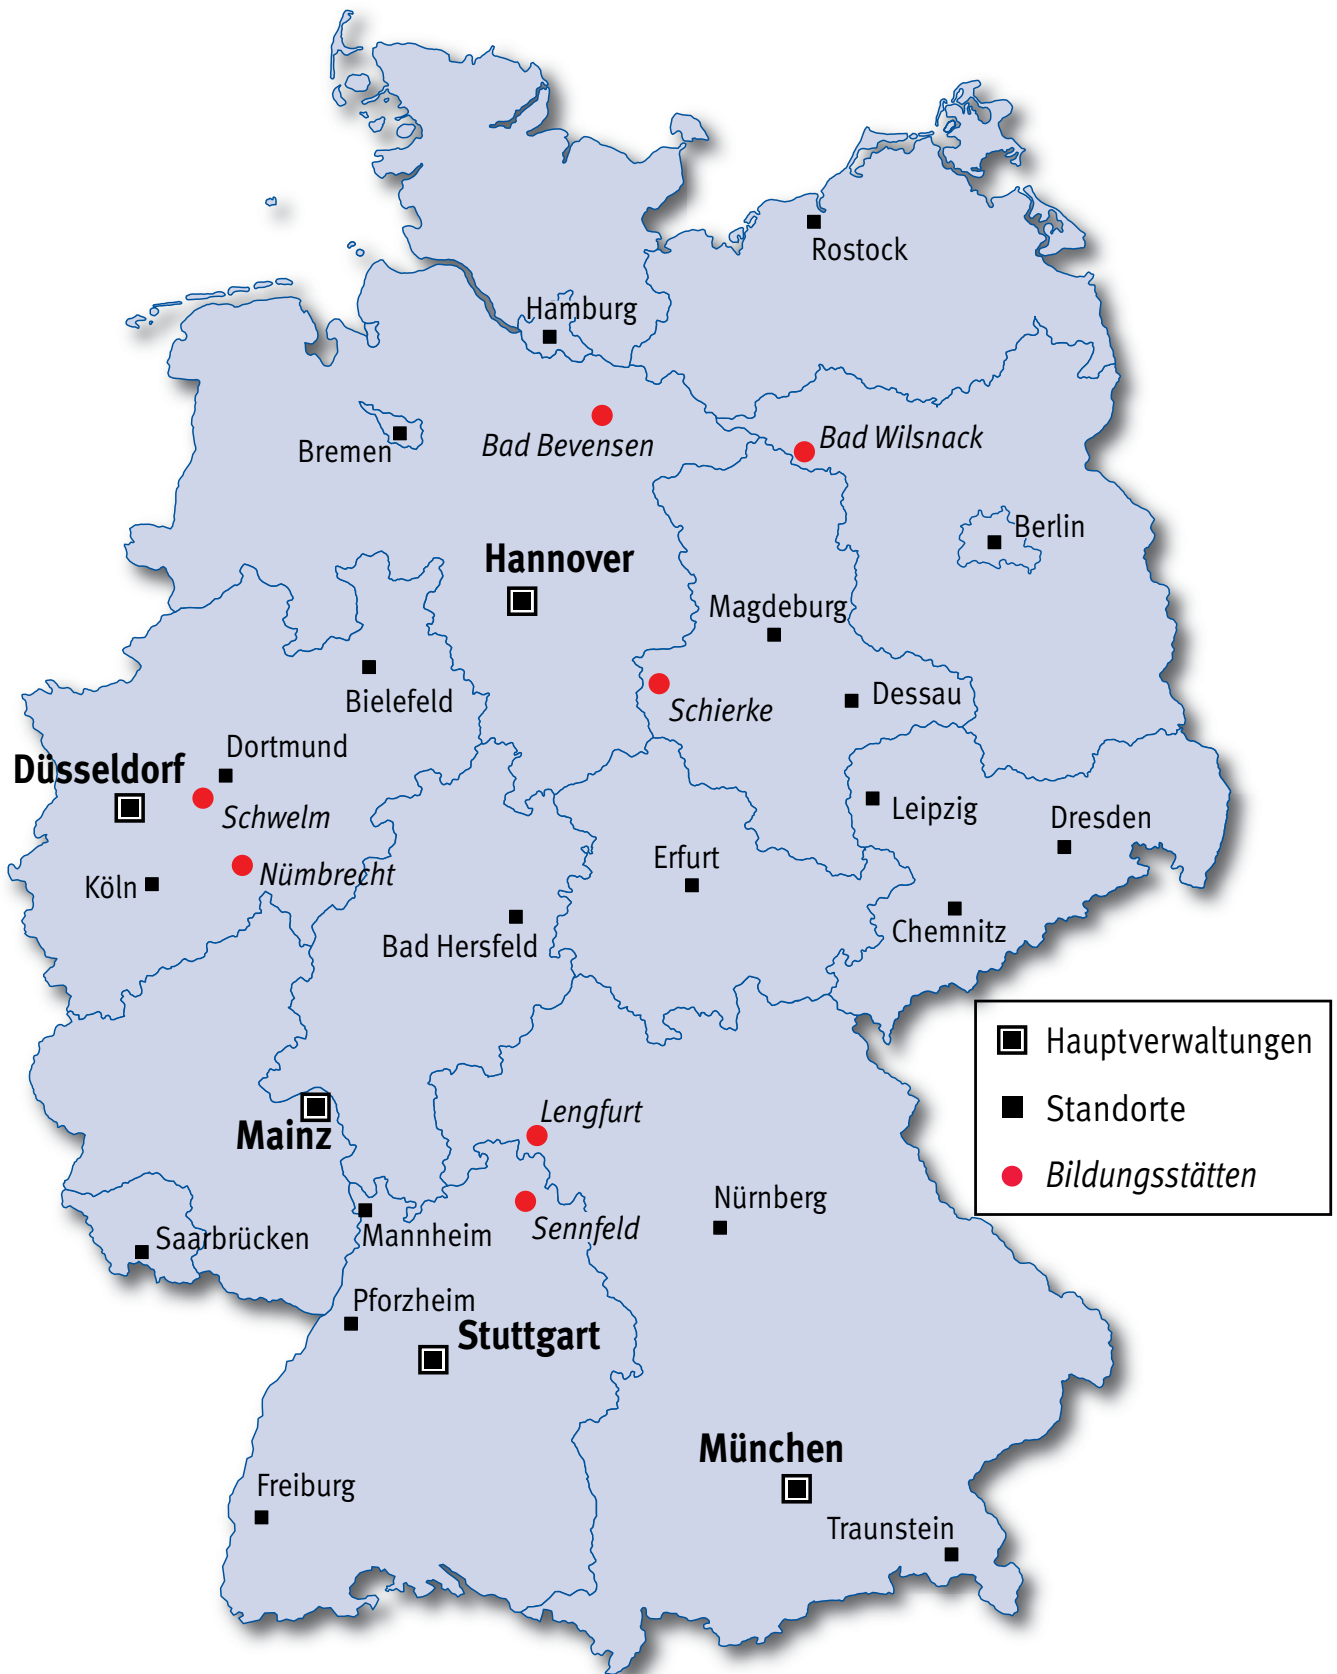 Rostock
Hamburg
Bremen
Bad Bevensen
Bad Wilsnack
Berlin
Hannover
Magdeburg
Bielefeld
Schierke
Dessau
Dortmund
Düsseldorf
Schwelm
Leipzig
Dresden
Köln
Nümbrecht
Erfurt
Bad Hersfeld
Chemnitz
Hauptverwaltungen
Standorte
Bildungsstätten
Mainz
Lengfurt
Nürnberg
Saarbrücken
Mannheim
Sennfeld
Pforzheim
Stuttgart
München
Freiburg
Traunstein